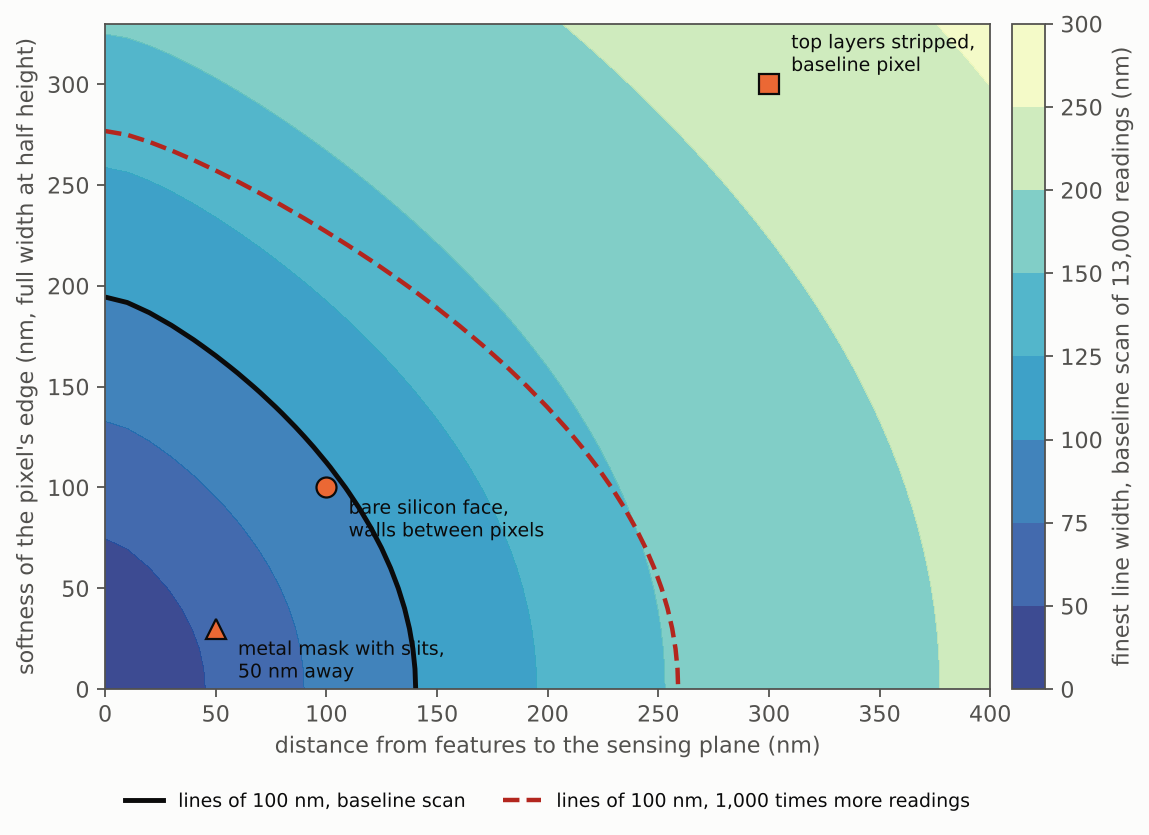 softness of the pixel's edge (nm, full width at half height)
300
250
200
150
100
50
0
top layers stripped,
baseline pixel
bare silicon face,
walls between pixels
metal mask with slits,
50 nm away
0
50
100
150
200
250
300
350
400
distance from features to the sensing plane (nm)
300
250
200
150
125
100
75
50
0
finest line width, baseline scan of 13,000 readings (nm)
lines of 100 nm, baseline scan
lines of 100 nm, 1,000 times more readings